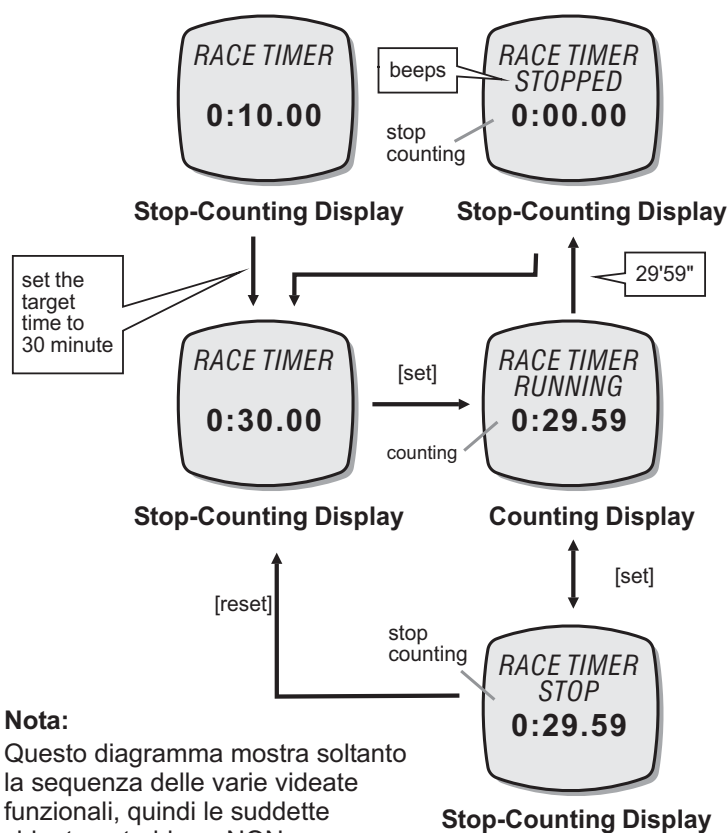 RACE TIMER
0:10.00
Stop-Counting Display
beeps
RACE TIMER
STOPPED
0:00.00
stop
counting
Stop-Counting Display
set the
target
time to
30 minute
29'59"
RACE TIMER
0:30.00
Stop-Counting Display
[set]
RACE TIMER
RUNNING
0:29.59
counting
Counting Display
[reset]
[set]
stop
counting
RACE TIMER
STOP
0:29.59
Stop-Counting Display
Nota:
Questo diagramma mostra soltanto
la sequenza delle varie videate
funzionali, quindi le suddette